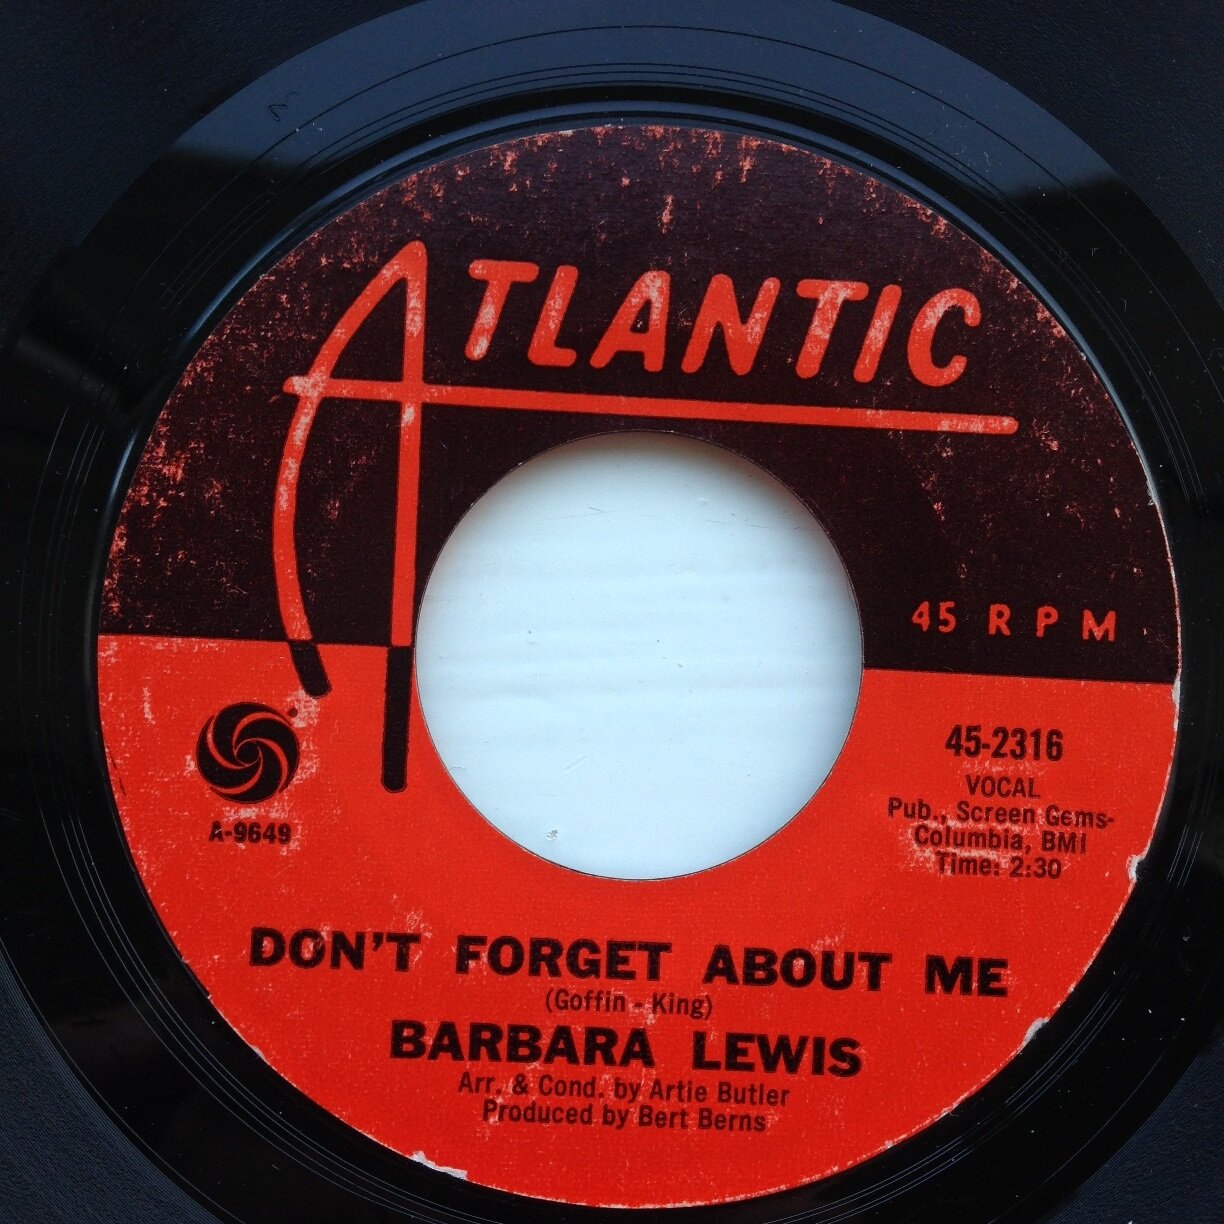 ATLANTIC
45 RPM
45-2316
VOCAL
Pub., Screen Gems-
Columbia, BMI
Time: 2:30
A-9649
DON'T FORGET ABOUT ME
(Goffin - King)
BARBARA LEWIS
Arr. & Cond. by Artie Butler
Produced by Bert Berns